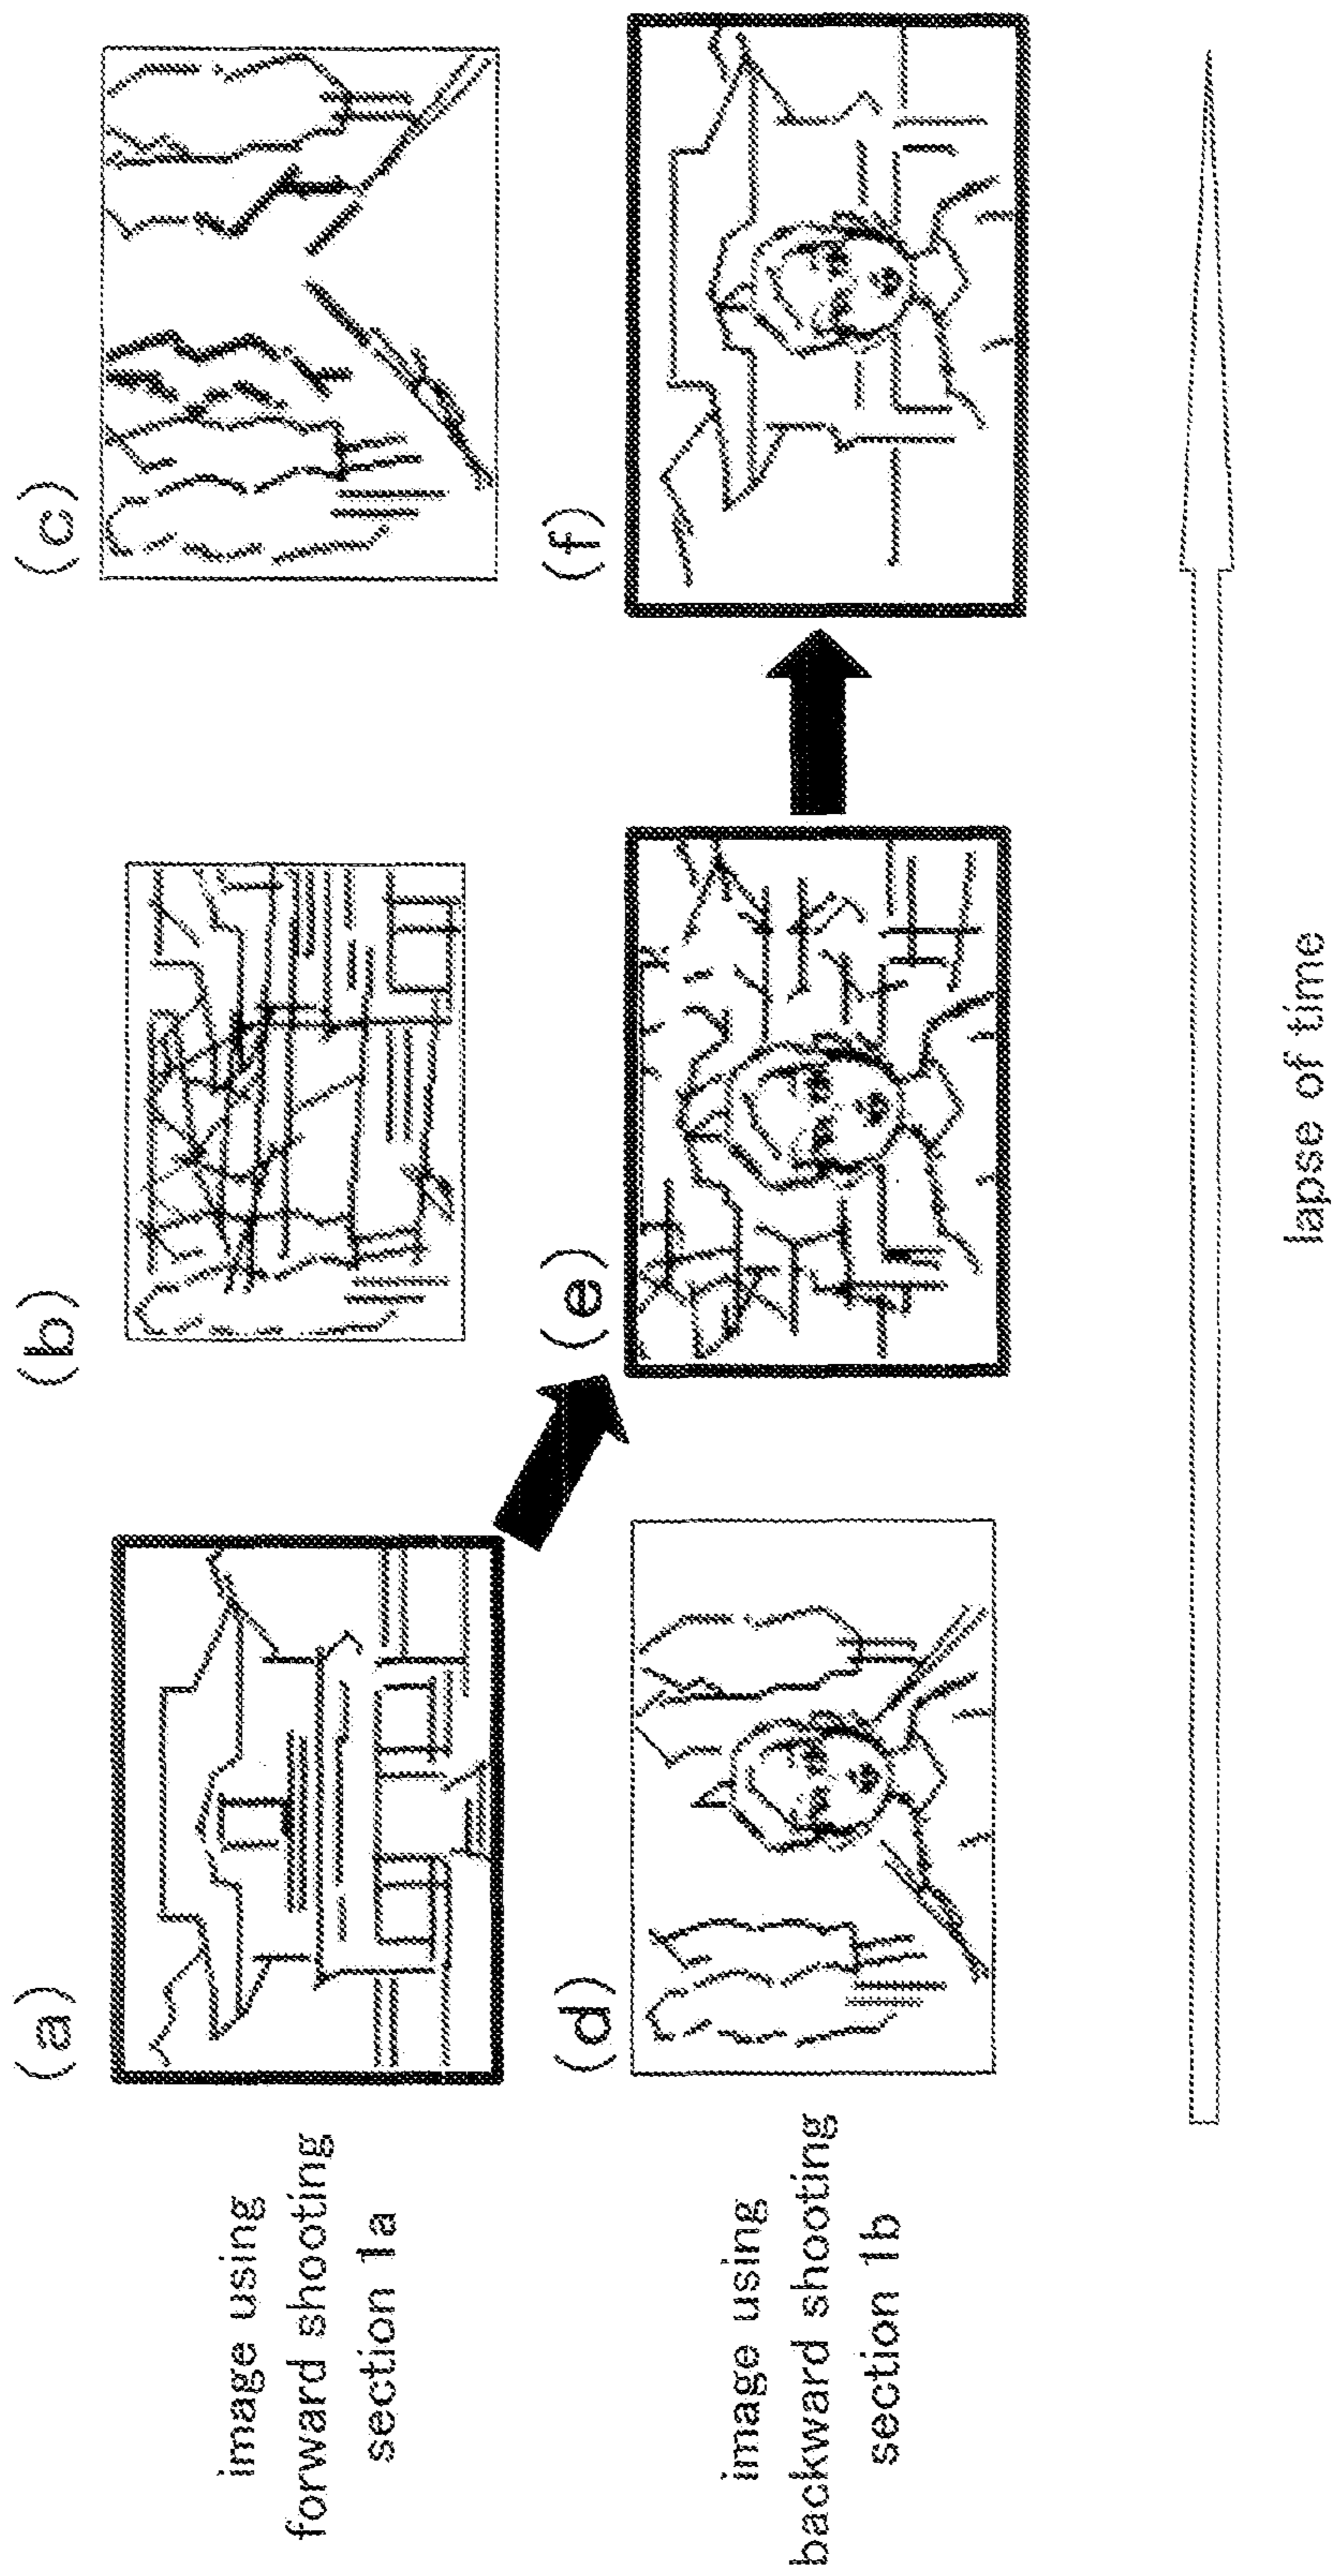 (a)
(b)
(c)
image using
forward shooting
section 1a
(d)
(e)
(f)
image using
backward shooting
section 1b
lapse of time